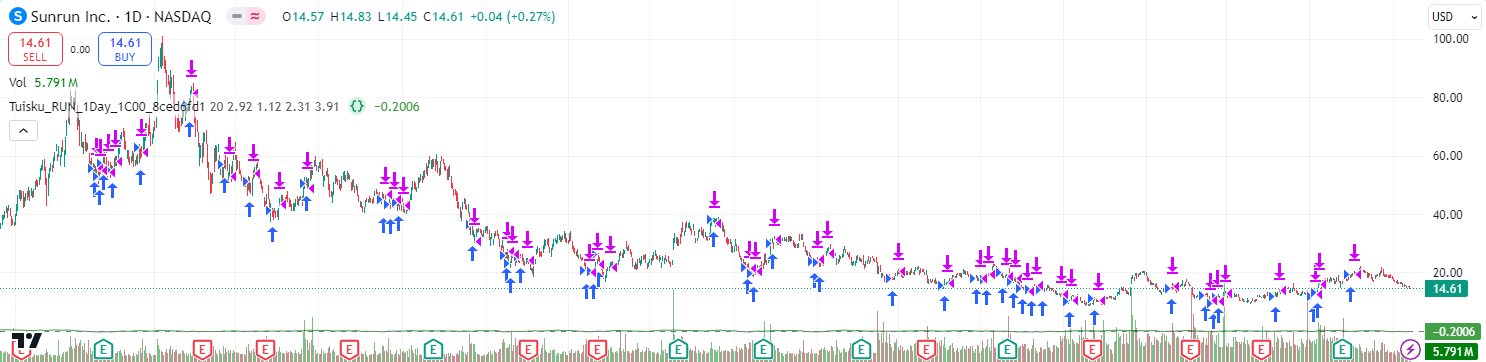 S Sunrun Inc. · 1D · NASDAQ O14.57 H14.83 L14.45 C14.61 +0.04 (+0.27%)
USD
14.61 SELL
0.00
14.61 BUY
Vol 5.791M
20 2.92 1.12 2.31 3.91 {} −0.2006
100.00
80.00
60.00
40.00
20.00
14.61
−0.2006
5.791M
E E E E E E E E E E E E E E E E